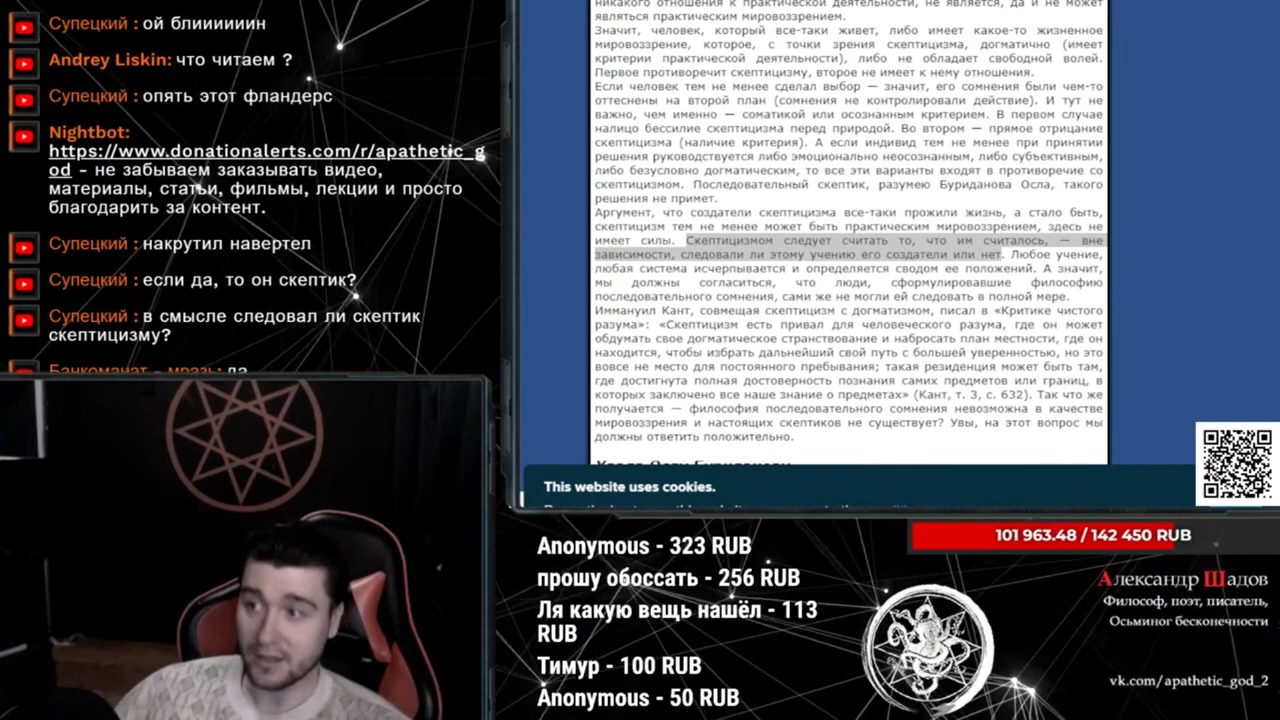 Супецкий : ой блиииииин
Andrey Liskin: что читаем ?
Супецкий : опять этот фландерс
Nightbot:
https://www.donationalerts.com/r/apathetic_g
od - не забываем заказывать видео,
материалы, статьи, фильмы, лекции и просто
благодарить за контент.
Супецкий : накрутил навертел
Супецкий : если да, то он скептик?
Супецкий : в смысле следовал ли скептик
скептицизму?
никакого отношения к практической деятельности, не является, да и не может
являться практическим мировоззрением.
Значит, человек, который все-таки живет, либо имеет какое-то жизненное
мировоззрение, которое, с точки зрения скептицизма, догматично (имеет
критерии практической деятельности), либо не обладает свободной волей.
Первое противоречит скептицизму, второе не имеет к нему отношения.
Если человек тем не менее сделал выбор — значит, его сомнения были чем-то
оттеснены на второй план (сомнения не контролировали действие). И тут не
важно, чем именно — соматикой или осознанным критерием. В первом случае
налицо бессилие скептицизма перед природой. Во втором — прямое отрицание
скептицизма (наличие критерия). А если индивид тем не менее при принятии
решения руководствуется либо эмоционально неосознанным, либо субъективным,
либо безусловно догматическим, то все эти варианты входят в противоречие со
скептицизмом. Последовательный скептик, разумею Буриданова Осла, такого
решения не примет.
Аргумент, что создатели скептицизма все-таки прожили жизнь, а стало быть,
скептицизм тем не менее может быть практическим мировоззрением, здесь не
имеет силы. Скептицизмом следует считать то, что им считалось, — вне
зависимости, следовали ли этому учению его создатели или нет. Любое учение,
любая система исчерпывается и определяется сводом ее положений. А значит,
мы должны согласиться, что люди, сформулировавшие философию
последовательного сомнения, сами же не могли ей следовать в полной мере.
Иммануил Кант, совмещая скептицизм с догматизмом, писал в «Критике чистого
разума»: «Скептицизм есть привал для человеческого разума, где он может
обдумать свое догматическое странствование и набросать план местности, где он
находится, чтобы избрать дальнейший свой путь с большей уверенностью, но это
вовсе не место для постоянного пребывания; такая резиденция может быть там,
где достигнута полная достоверность познания самих предметов или границ, в
которых заключено все наше знание о предметах» (Кант, т. 3, с. 632). Так что же
получается — философия последовательного сомнения невозможна в качестве
мировоззрения и настоящих скептиков не существует? Увы, на этот вопрос мы
должны ответить положительно.
This website uses cookies.
Anonymous - 323 RUB
прошу обоссать - 256 RUB
Ля какую вещь нашёл - 113
RUB
Тимур - 100 RUB
Anonymous - 50 RUB
101 963.48 / 142 450 RUB
Александр Шадов
Философ, поэт, писатель,
Осьминог бесконечности
vk.com/apathetic_god_2